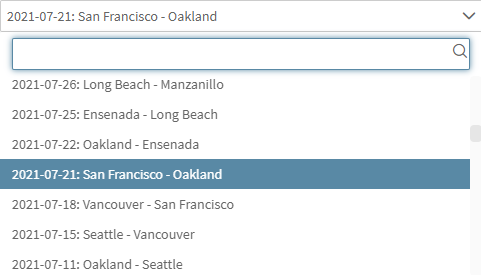 2021-07-21: San Francisco - Oakland
2021-07-26: Long Beach - Manzanillo
2021-07-25: Ensenada - Long Beach
2021-07-22: Oakland - Ensenada
2021-07-21: San Francisco - Oakland
2021-07-18: Vancouver - San Francisco
2021-07-15: Seattle - Vancouver
2021-07-11: Oakland - Seattle